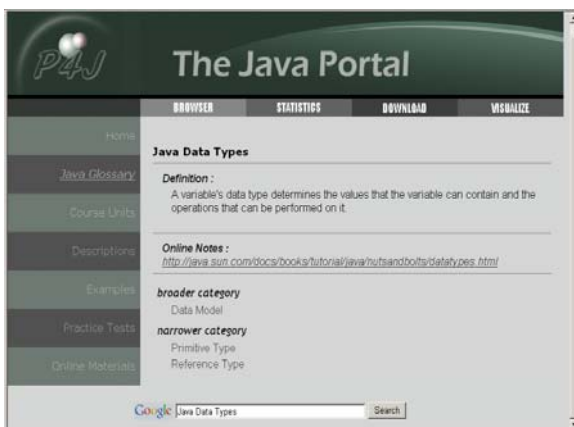 P4J
The Java Portal
BROWSER STATISTICS DOWNLOAD VISUALIZE
Home
Java Glossary
Course Units
Descriptions
Examples
Practice Tests
Online Materials
Java Data Types
Definition :
A variable's data type determines the values that the variable can contain and the
operations that can be performed on it.
Online Notes :
http://java.sun.com/docs/books/tutorial/java/nutsandbolts/datatypes.html
broader category
Data Model
narrower category
Primitive Type
Reference Type
Google Java Data Types Search